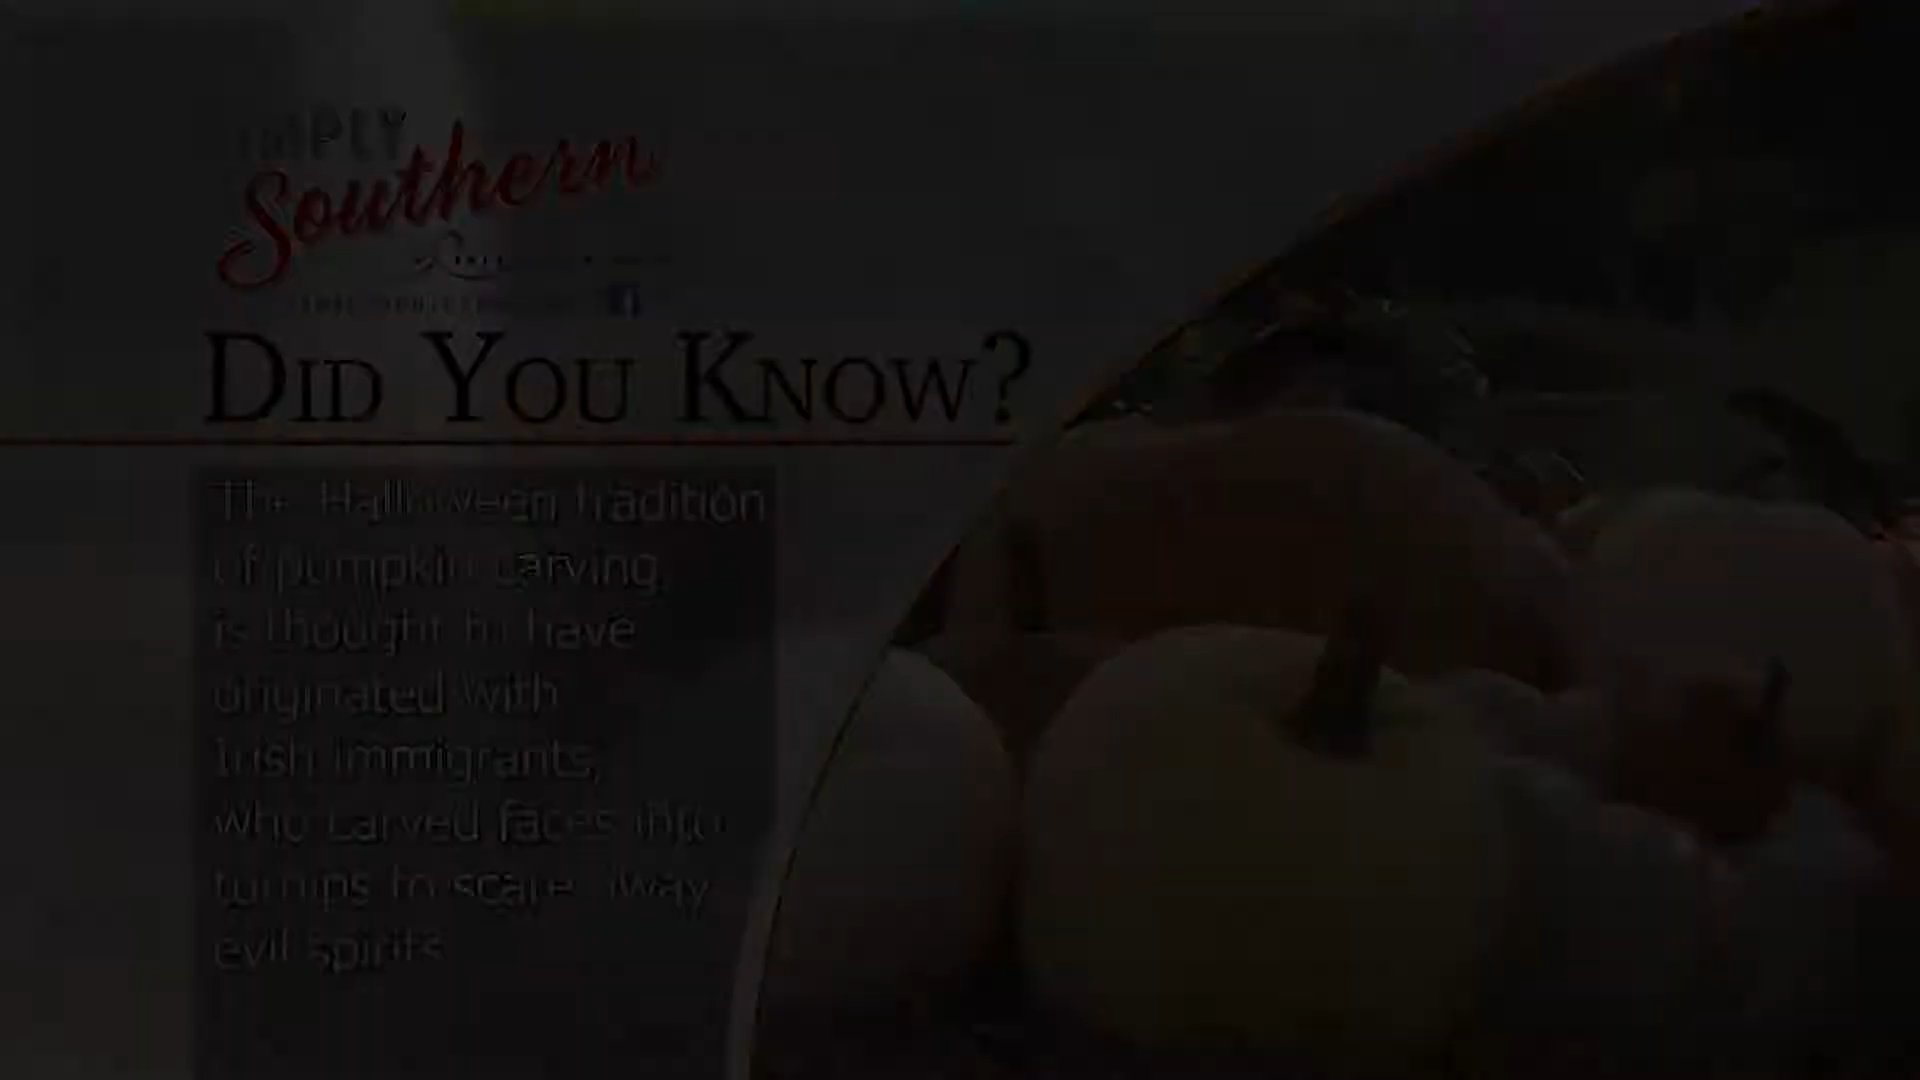 SIMPLY
Southern
DID YOU KNOW?
The Halloween tradition
of pumpkin carving
is thought to have
originated with
Irish immigrants,
who carved faces into
turnips to scare away
evil spirits